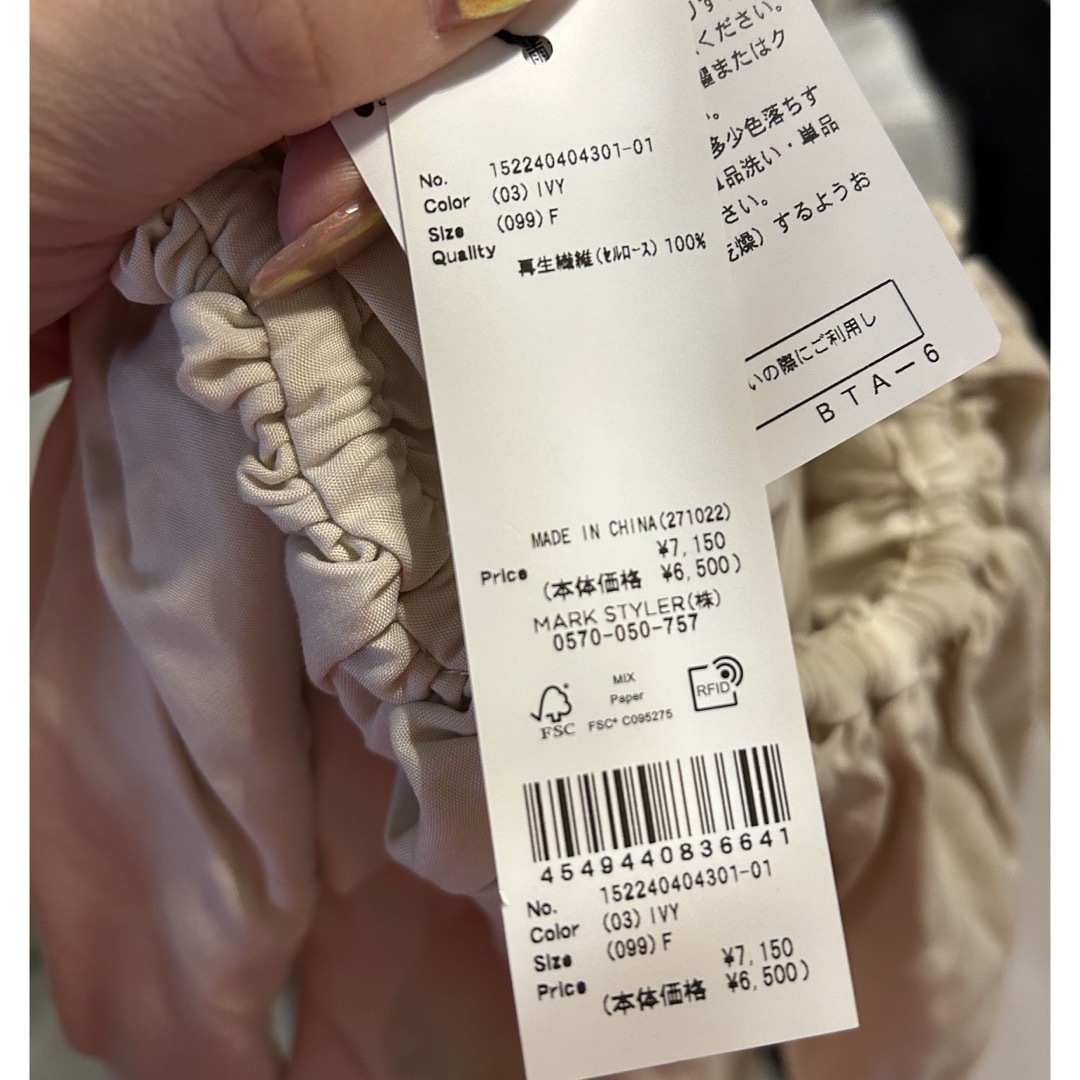 No. 152240404301-01
Color (03) IVY
Size (099) F
Quality 再生繊維(セルロース) 100%
MADE IN CHINA(271022)
Price ¥7,150
(本体価格 ¥6,500)
MARK STYLER(株)
0570-050-757
FSC
MIX
Paper
FSC® C095275
RFID
4549440836641
No. 152240404301-01
Color (03) IVY
Size (099) F
Price ¥7,150
(本体価格 ¥6,500)
ください。
またはク
多少色落ちす
品洗い・単品
さい。
燥) するようお
いの際にご利用し
BTA-6